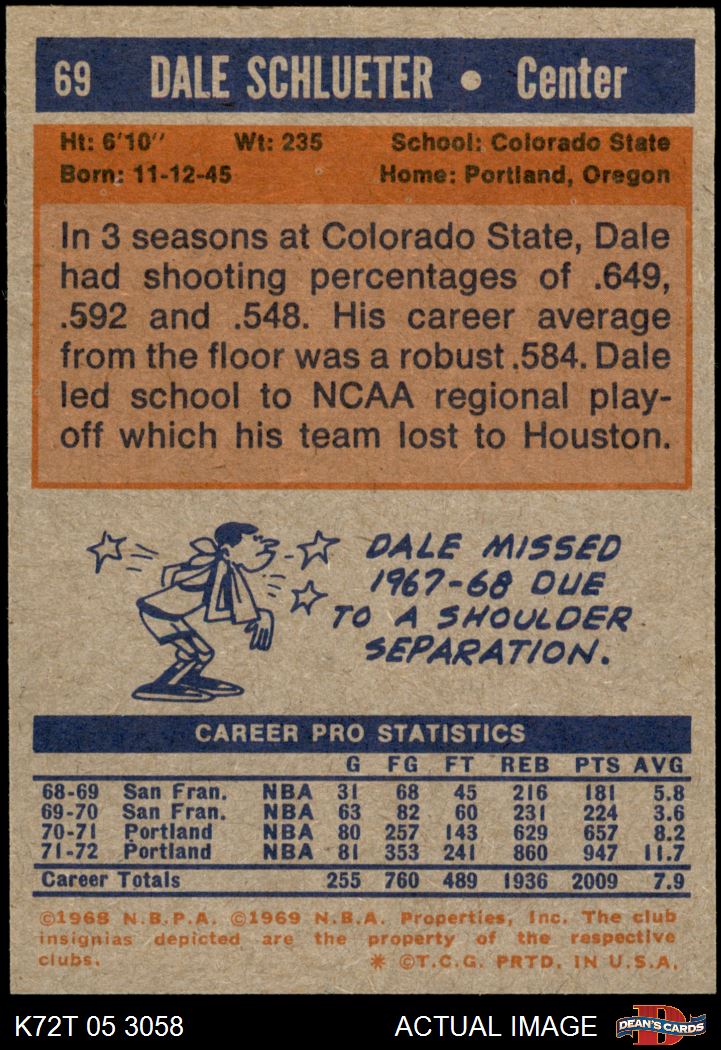 69 DALE SCHLUETER • Center
Ht: 6'10'' Wt: 235 School: Colorado State
Born: 11-12-45 Home: Portland, Oregon
In 3 seasons at Colorado State, Dale
had shooting percentages of .649,
.592 and .548. His career average
from the floor was a robust .584. Dale
led school to NCAA regional play-
off which his team lost to Houston.
DALE MISSED
1967-68 DUE
TO A SHOULDER
SEPARATION.
CAREER PRO STATISTICS
G FG FT REB PTS AVG
68-69 San Fran. NBA 31 68 45 216 181 5.8
69-70 San Fran. NBA 63 82 60 231 224 3.6
70-71 Portland NBA 80 257 143 629 657 8.2
71-72 Portland NBA 81 353 241 860 947 11.7
Career Totals 255 760 489 1936 2009 7.9
©1968 N.B.P.A. ©1969 N.B.A. Properties, Inc. The club
insignias depicted are the property of the respective
clubs. * ©T.C.G. PRTD. IN U.S.A.
K72T 05 3058 ACTUAL IMAGE DEAN'S CARDS